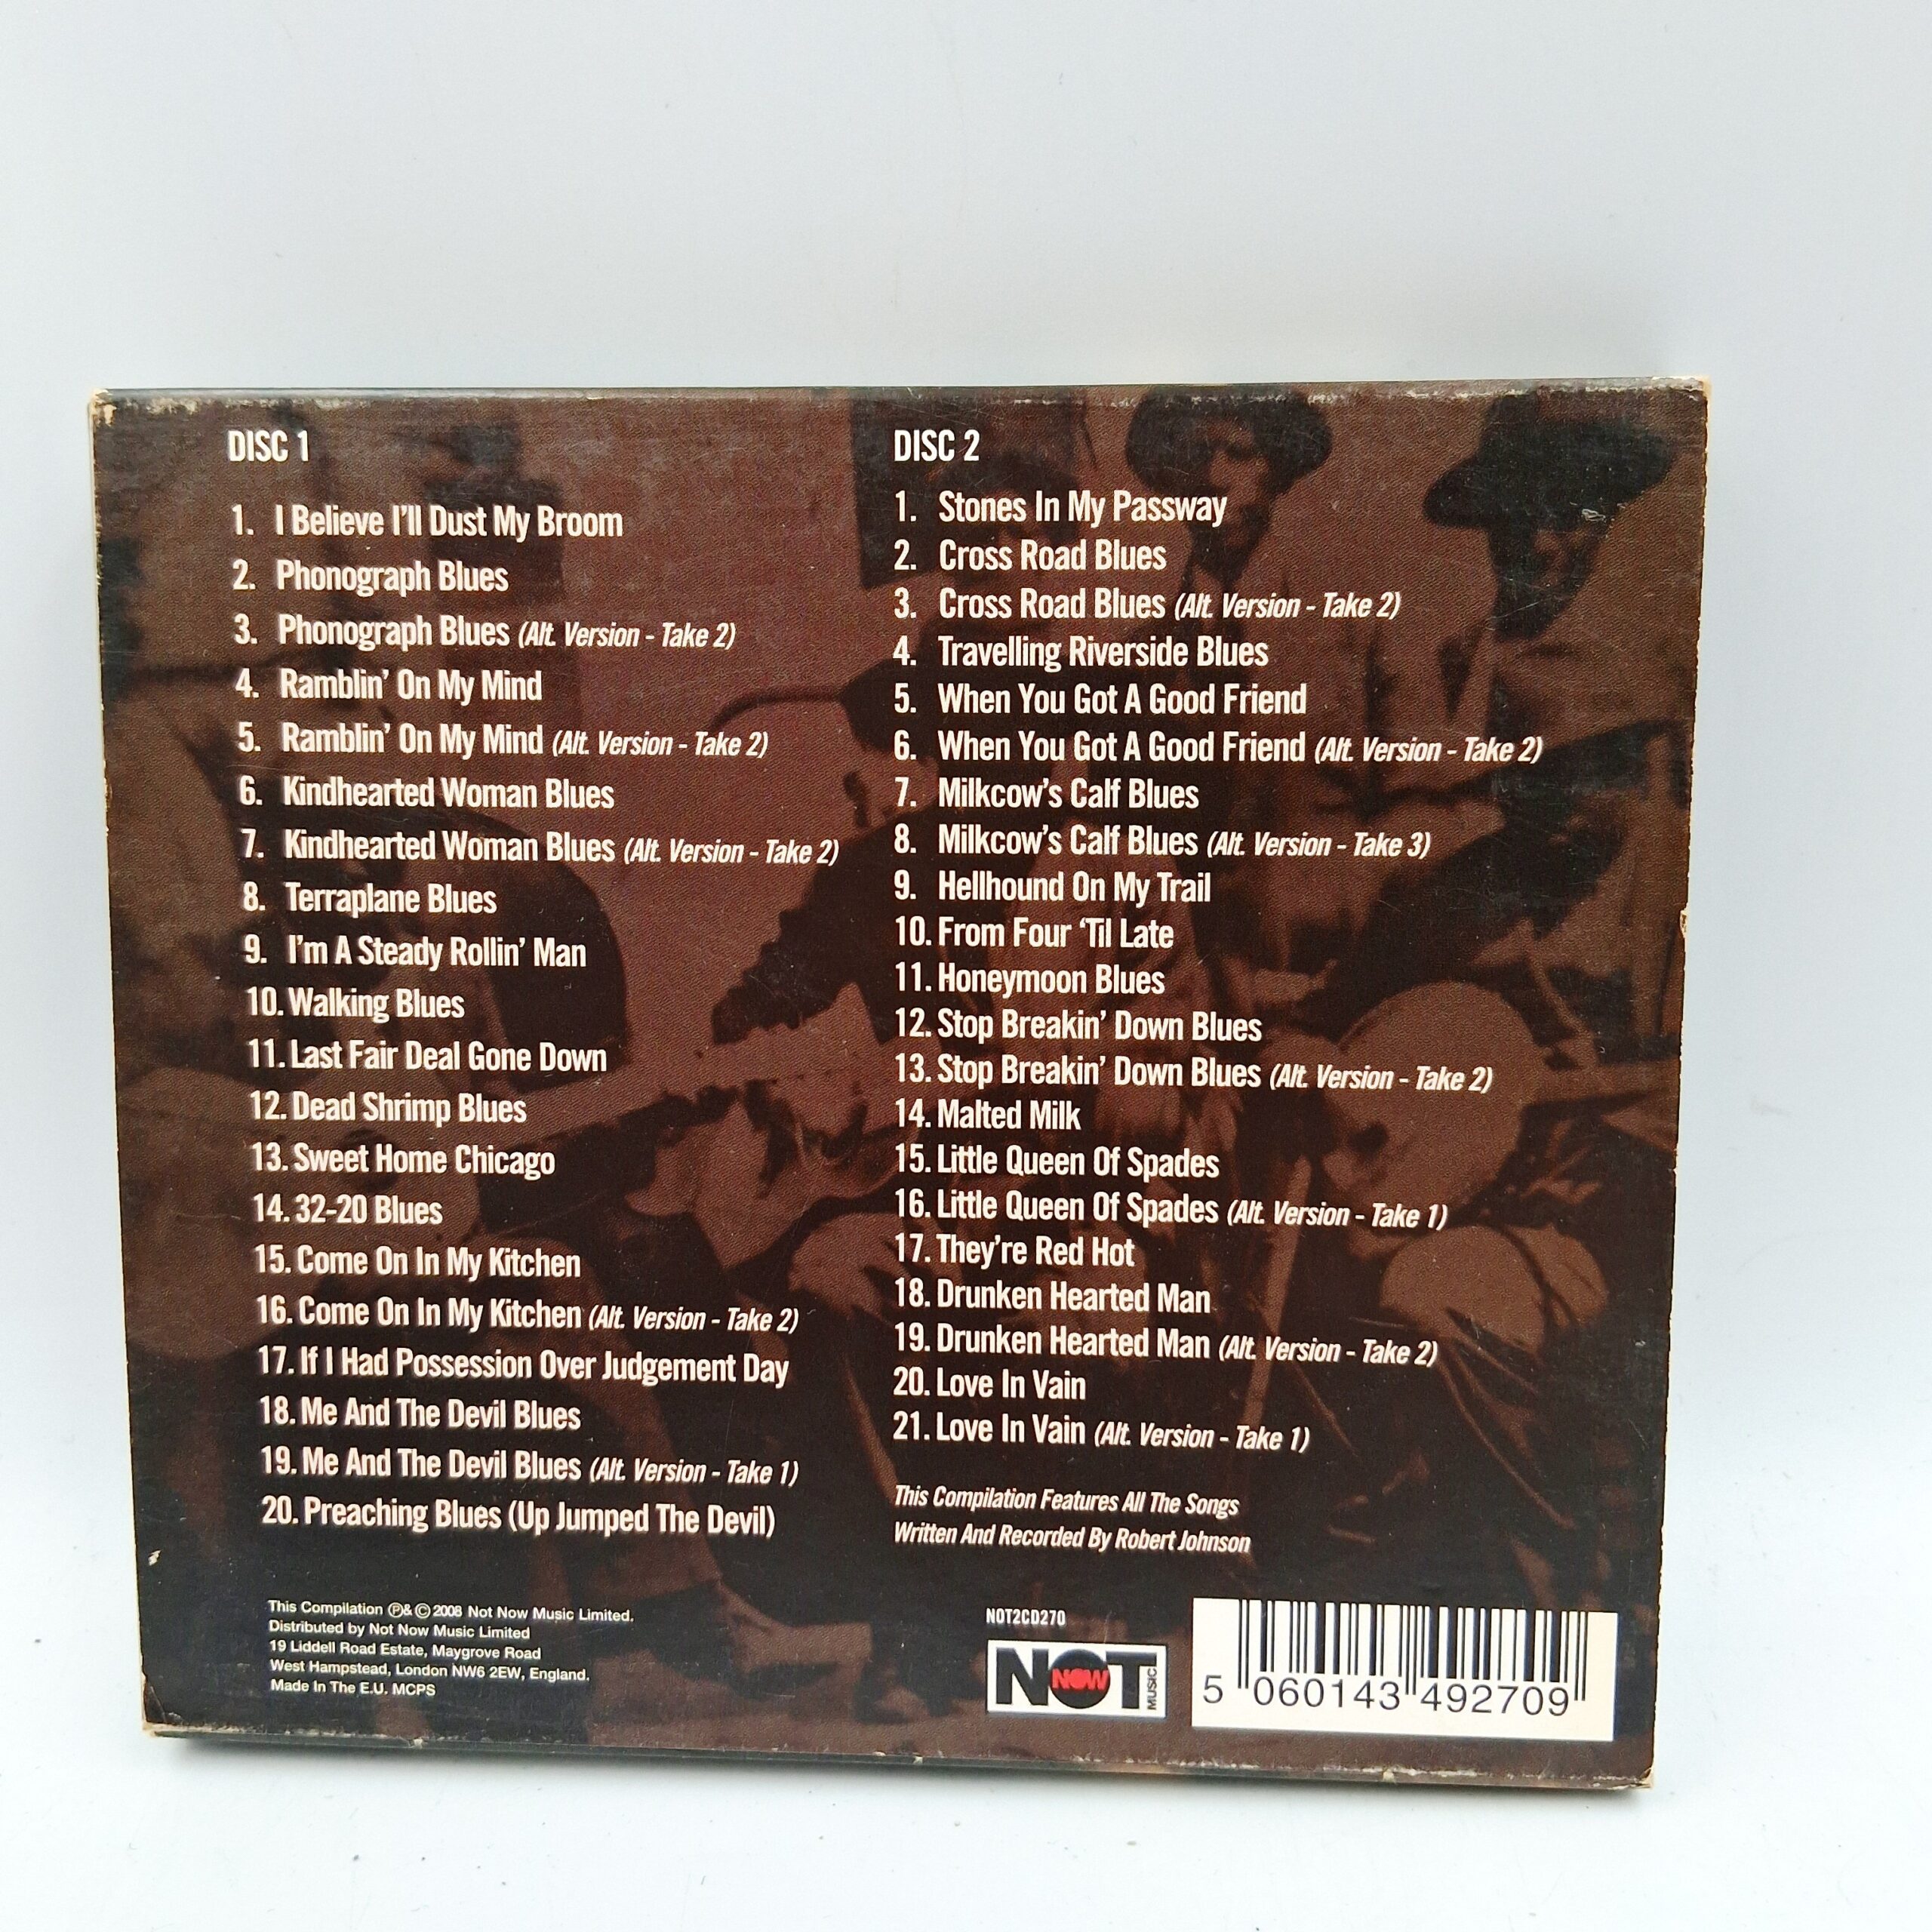 DISC 1
1. I Believe I'll Dust My Broom
2. Phonograph Blues
3. Phonograph Blues (Alt. Version - Take 2)
4. Ramblin' On My Mind
5. Ramblin' On My Mind (Alt. Version - Take 2)
6. Kindhearted Woman Blues
7. Kindhearted Woman Blues (Alt. Version - Take 2)
8. Terraplane Blues
9. I'm A Steady Rollin' Man
10. Walking Blues
11. Last Fair Deal Gone Down
12. Dead Shrimp Blues
13. Sweet Home Chicago
14. 32-20 Blues
15. Come On In My Kitchen
16. Come On In My Kitchen (Alt. Version - Take 2)
17. If I Had Possession Over Judgement Day
18. Me And The Devil Blues
19. Me And The Devil Blues (Alt. Version - Take 1)
20. Preaching Blues (Up Jumped The Devil)
DISC 2
1. Stones In My Passway
2. Cross Road Blues
3. Cross Road Blues (Alt. Version - Take 2)
4. Travelling Riverside Blues
5. When You Got A Good Friend
6. When You Got A Good Friend (Alt. Version - Take 2)
7. Milkcow's Calf Blues
8. Milkcow's Calf Blues (Alt. Version - Take 3)
9. Hellhound On My Trail
10. From Four 'Til Late
11. Honeymoon Blues
12. Stop Breakin' Down Blues
13. Stop Breakin' Down Blues (Alt. Version - Take 2)
14. Malted Milk
15. Little Queen Of Spades
16. Little Queen Of Spades (Alt. Version - Take 1)
17. They're Red Hot
18. Drunken Hearted Man
19. Drunken Hearted Man (Alt. Version - Take 2)
20. Love In Vain
21. Love In Vain (Alt. Version - Take 1)
This Compilation Features All The Songs
Written And Recorded By Robert Johnson
This Compilation ℗&© 2008 Not Now Music Limited.
Distributed by Not Now Music Limited
19 Liddell Road Estate, Maygrove Road
West Hampstead, London NW6 2EW, England.
Made In The E.U. MCPS
NOT2CD270
NOT NOW MUSIC
5 060143 492709